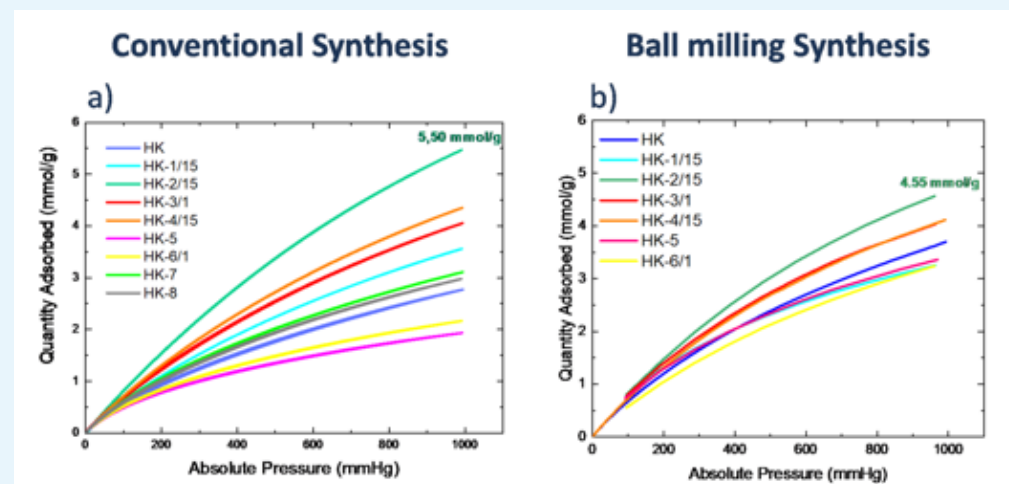 Conventional Synthesis
Ball milling Synthesis
a)
6
5
4
3
2
1
0
Quantity Adsorbed (mmol/g)
5,50 mmol/g
HK
HK-1/15
HK-2/15
HK-3/1
HK-4/15
HK-5
HK-6/1
HK-7
HK-8
0
200
400
600
800
1000
Absolute Pressure (mmHg)
b)
6
5
4
3
2
1
0
Quantity Adsorbed (mmol/g)
4.55 mmol/g
HK
HK-1/15
HK-2/15
HK-3/1
HK-4/15
HK-5
HK-6/1
0
200
400
600
800
1000
Absolute Pressure (mmHg)